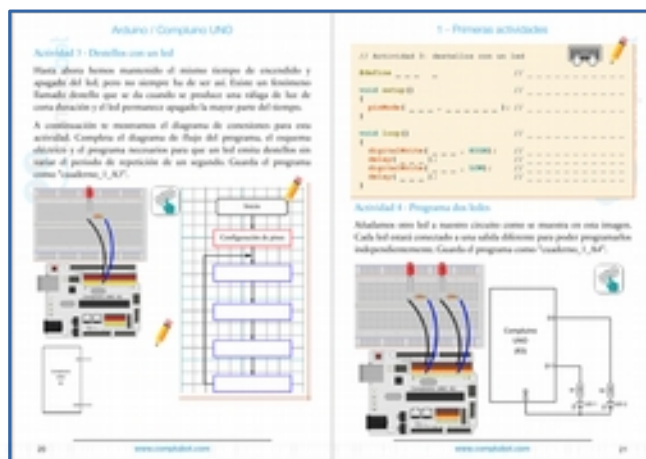 Arduino / Compluino UNO
Actividad 3 - Destellos con un led
Hasta ahora hemos mantenido el mismo tiempo de encendido y
apagado del led, pero no siempre ha de ser así. Existe un fenómeno
llamado destello que se da cuando se produce una ráfaga de luz de
corta duración y el led permanece apagado la mayor parte del tiempo.
A continuación te mostramos el diagrama de conexiones para esta
actividad. Completa el diagrama de flujo del programa, el esquema
eléctrico y el programa necesarios para que un led emita destellos sin
variar el periodo de repetición de un segundo. Guarda el programa
como "cuaderno_1_A3".
Inicio
Configuración de pines
20
www.complubot.com
1 - Primeras actividades
// Actividad 3: destellos con un led
#define //
void setup() //
{
pinMode( , ); //
}
void loop() //
{
digitalWrite( , HIGH); //
delay( ); //
digitalWrite( , LOW); //
delay( ); //
}
Actividad 4 - Programa dos ledes
Añadamos otro led a nuestro circuito como se muestra en esta imagen.
Cada led estará conectado a una salida diferente para poder programarlos
independientemente. Guarda el programa como "cuaderno_1_A4".
Compluino
UNO
(R3)
www.complubot.com
21